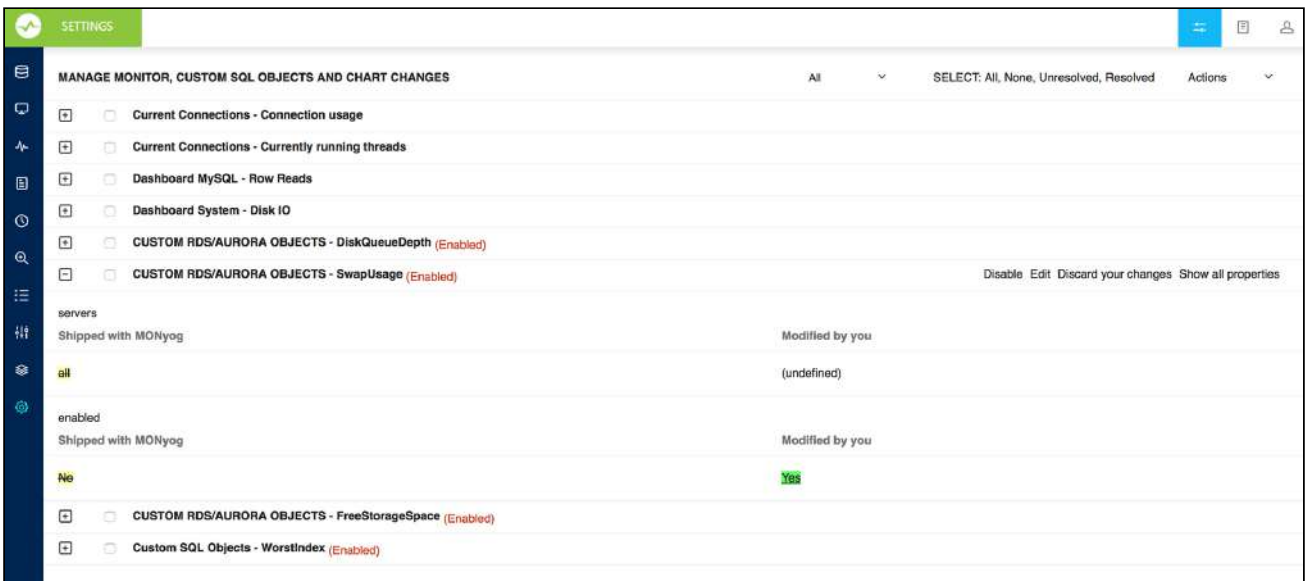 SETTINGS
MANAGE MONITOR, CUSTOM SQL OBJECTS AND CHART CHANGES All SELECT: All, None, Unresolved, Resolved Actions
Current Connections - Connection usage
Current Connections - Currently running threads
Dashboard MySQL - Row Reads
Dashboard System - Disk IO
CUSTOM RDS/AURORA OBJECTS - DiskQueueDepth (Enabled)
CUSTOM RDS/AURORA OBJECTS - SwapUsage (Enabled) Disable Edit Discard your changes Show all properties
servers
Shipped with MONyog Modified by you
all (undefined)
enabled
Shipped with MONyog Modified by you
No Yes
CUSTOM RDS/AURORA OBJECTS - FreeStorageSpace (Enabled)
Custom SQL Objects - WorstIndex (Enabled)